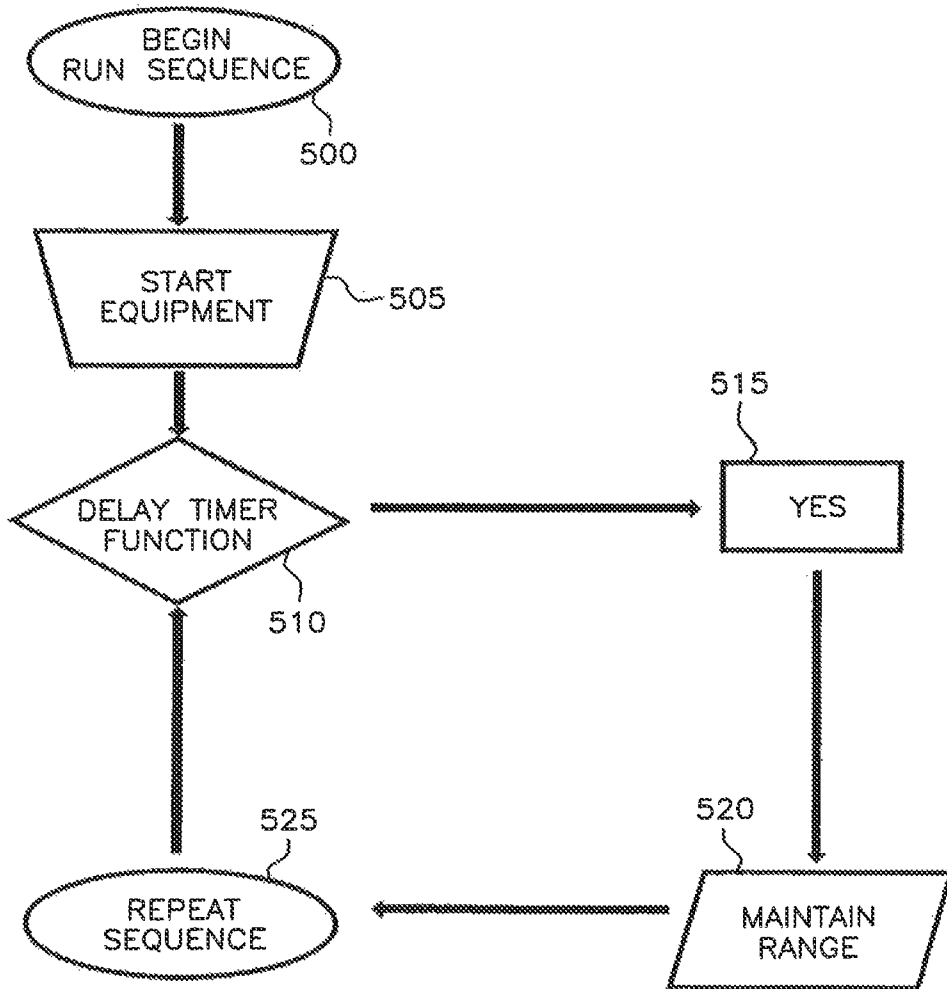 BEGIN
RUN SEQUENCE
500
START
EQUIPMENT
505
DELAY TIMER
FUNCTION
510
515
YES
520
MAINTAIN
RANGE
525
REPEAT
SEQUENCE